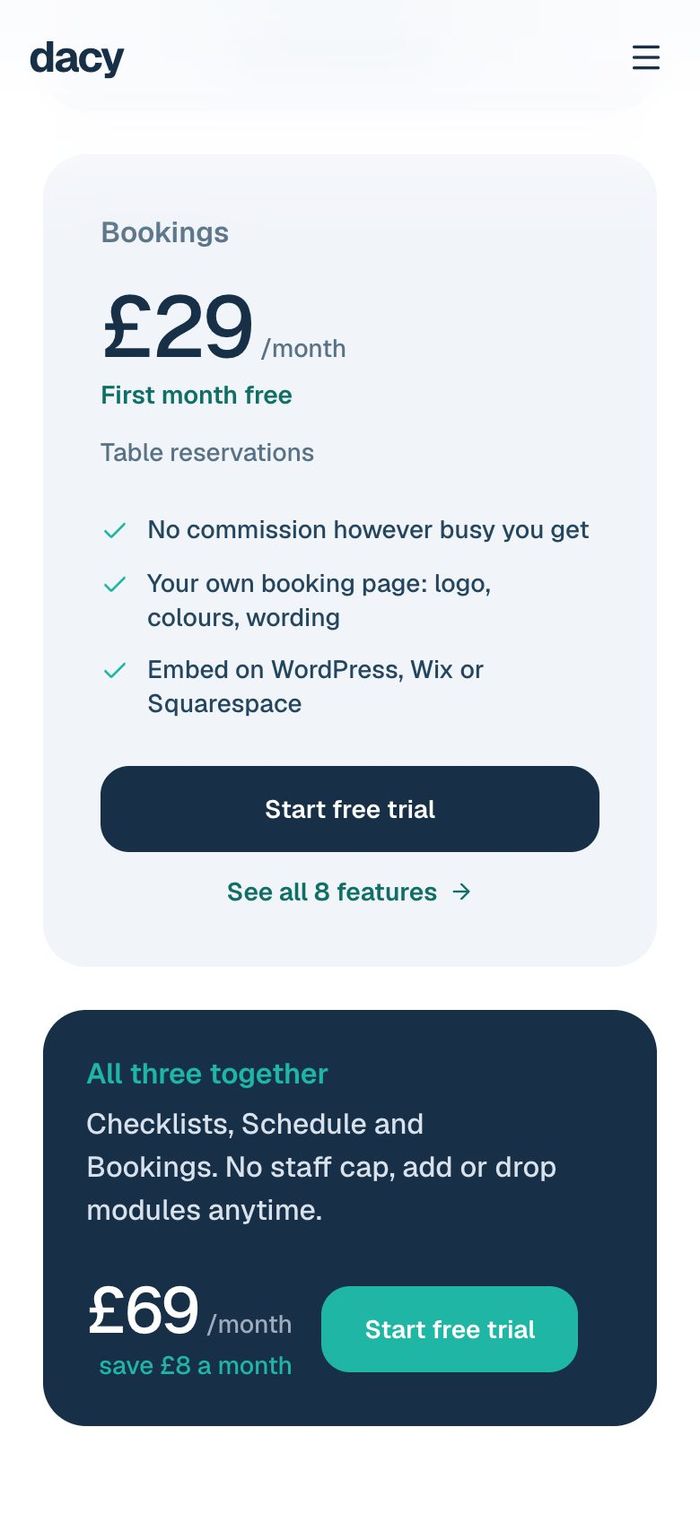 dacy
Bookings
£29 /month
First month free
Table reservations
No commission however busy you get
Your own booking page: logo,
colours, wording
Embed on WordPress, Wix or
Squarespace
Start free trial
See all 8 features →
All three together
Checklists, Schedule and
Bookings. No staff cap, add or drop
modules anytime.
£69 /month
save £8 a month
Start free trial